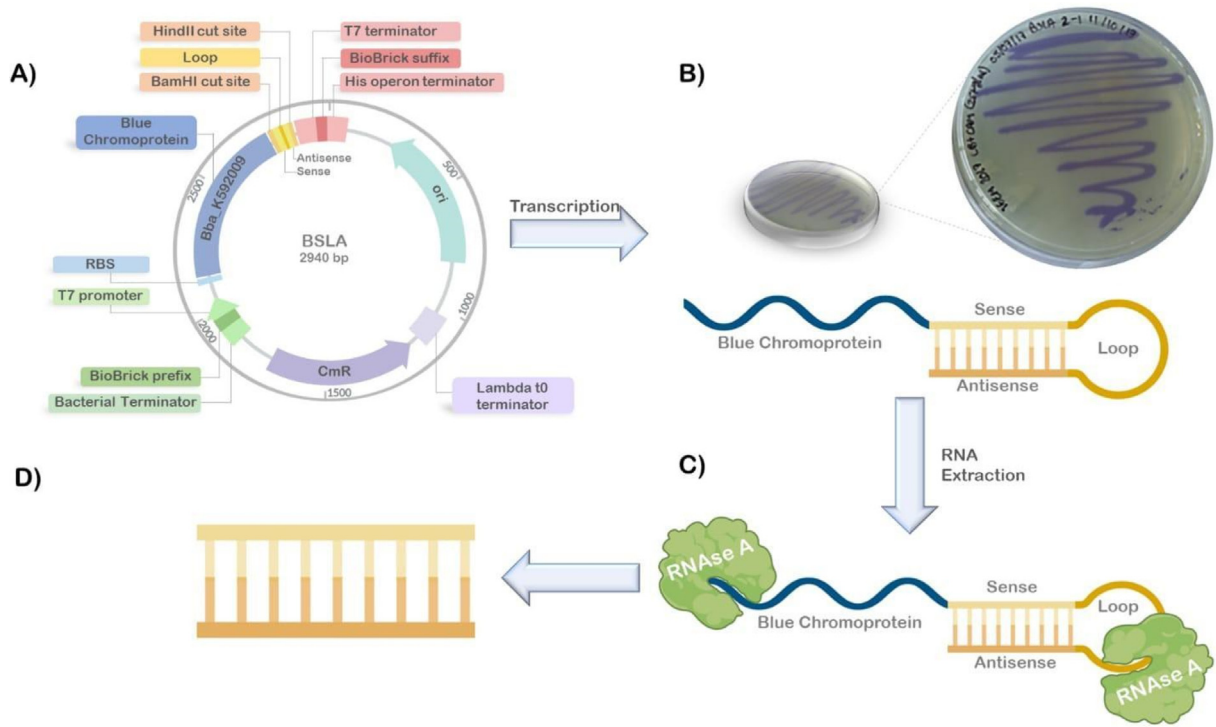 A)
HindII cut site
Loop
BamHI cut site
T7 terminator
BioBrick suffix
His operon terminator
Blue
Chromoprotein
Antisense
Sense
Bba_K592009
2500
500
ori
BSLA
2940 bp
RBS
T7 promoter
2000
1000
CmR
1500
BioBrick prefix
Bacterial Terminator
Lambda t0
terminator
Transcription
B)
Sense
Blue Chromoprotein
Loop
Antisense
RNA
Extraction
C)
RNAse A
Sense
Loop
Blue Chromoprotein
Antisense
RNAse A
D)